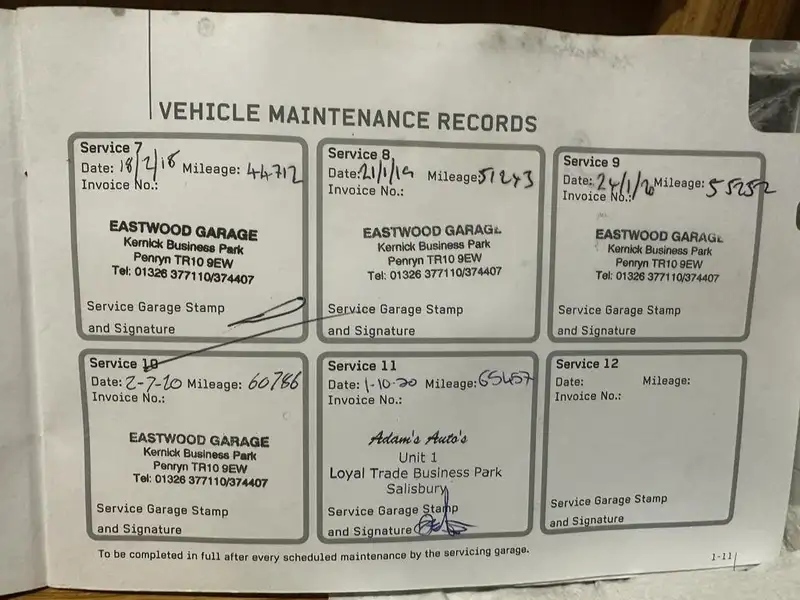 VEHICLE MAINTENANCE RECORDS
Service 7
Date: 18/2/18 Mileage: 44712
Invoice No.:
EASTWOOD GARAGE
Kernick Business Park
Penryn TR10 9EW
Tel: 01326 377110/374407
Service Garage Stamp
and Signature
Service 8
Date: 21/1/19 Mileage: 51243
Invoice No.:
EASTWOOD GARAGE
Kernick Business Park
Penryn TR10 9EW
Tel: 01326 377110/374407
Service Garage Stamp
and Signature
Service 9
Date: 24/1/20 Mileage: 55252
Invoice No.:
EASTWOOD GARAGE
Kernick Business Park
Penryn TR10 9EW
Tel: 01326 377110/374407
Service Garage Stamp
and Signature
Service 10
Date: 2-7-20 Mileage: 60786
Invoice No.:
EASTWOOD GARAGE
Kernick Business Park
Penryn TR10 9EW
Tel: 01326 377110/374407
Service Garage Stamp
and Signature
Service 11
Date: 1-10-20 Mileage: 65457
Invoice No.:
Adam's Auto's
Unit 1
Loyal Trade Business Park
Salisbury
Service Garage Stamp
and Signature
Service 12
Date: Mileage:
Invoice No.:
Service Garage Stamp
and Signature
To be completed in full after every scheduled maintenance by the servicing garage.
1-11